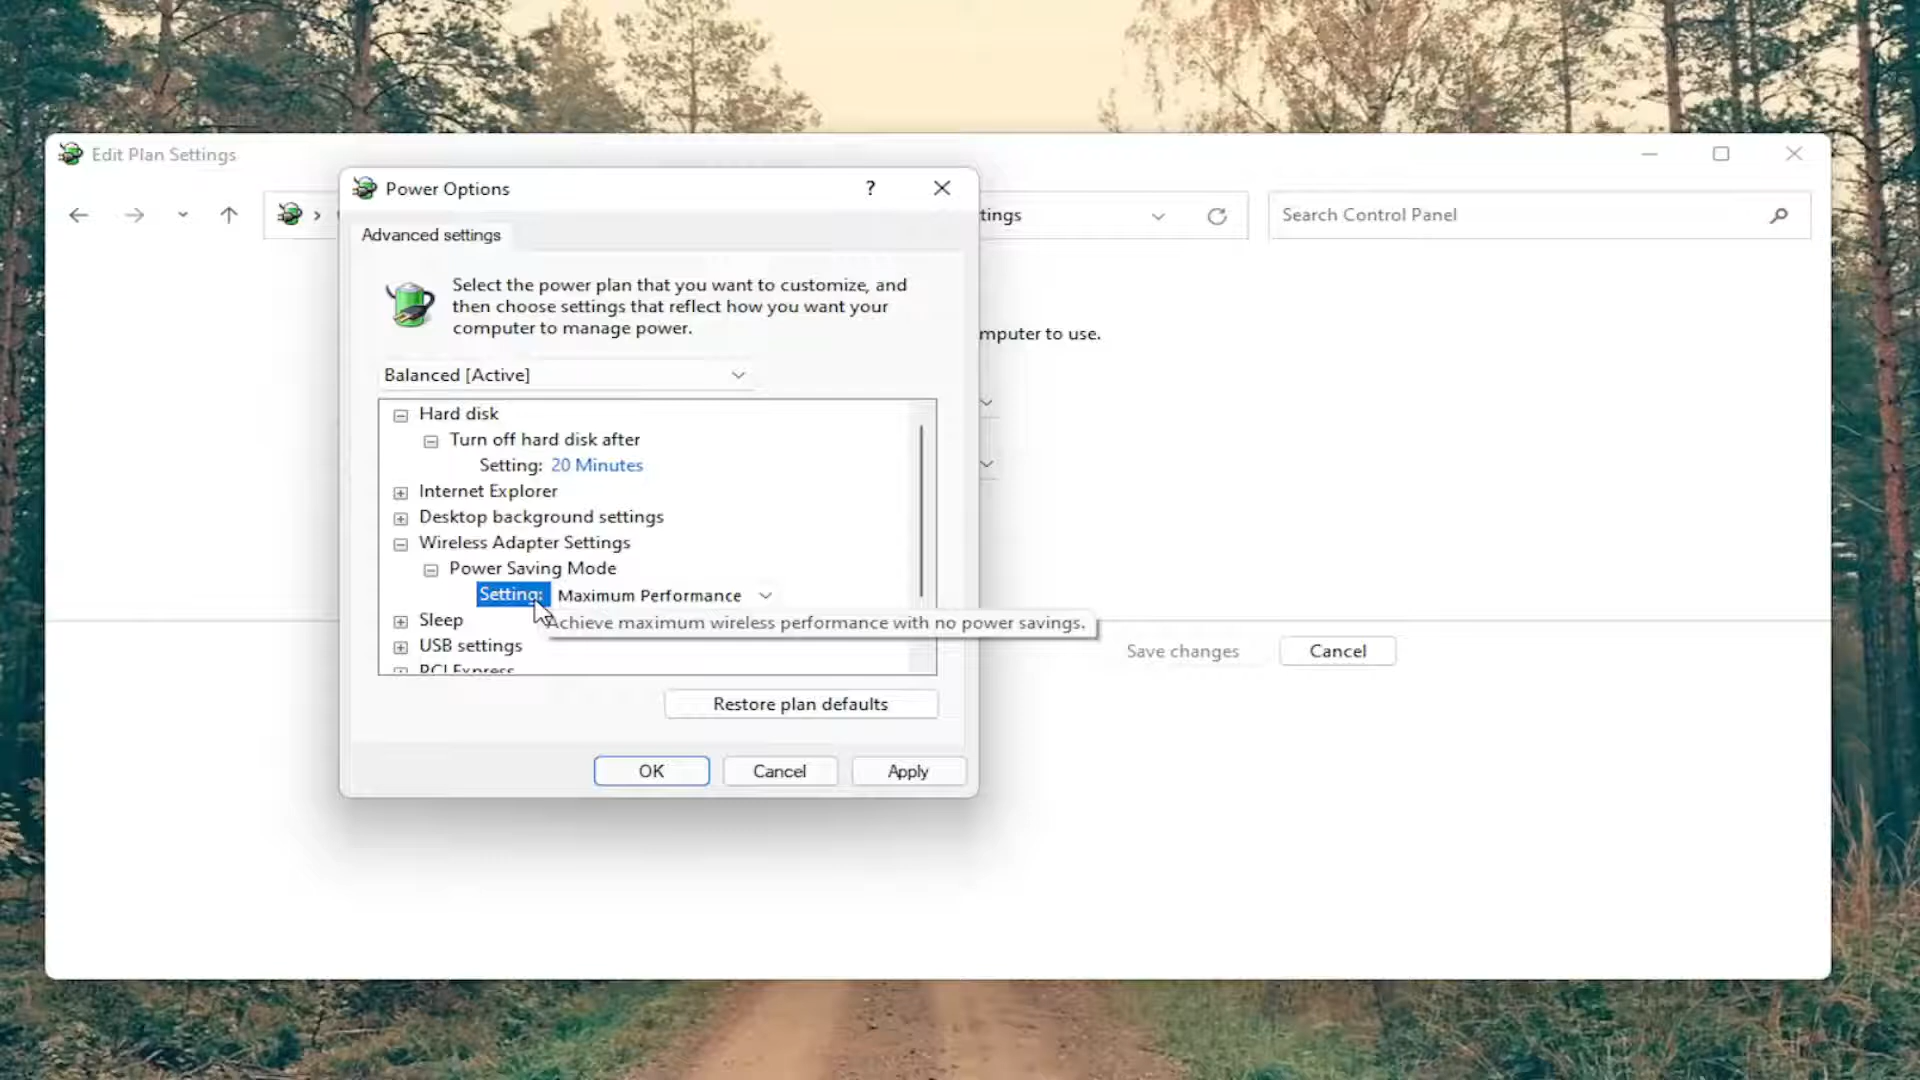 Edit Plan Settings
Power Options
?
tings
Search Control Panel
Advanced settings
Select the power plan that you want to customize, and
then choose settings that reflect how you want your
computer to manage power.
mputer to use.
Balanced [Active]
Hard disk
Turn off hard disk after
Setting: 20 Minutes
Internet Explorer
Desktop background settings
Wireless Adapter Settings
Power Saving Mode
Setting: Maximum Performance
Sleep
Achieve maximum wireless performance with no power savings.
USB settings
PCI Express
Save changes
Cancel
Restore plan defaults
OK
Cancel
Apply